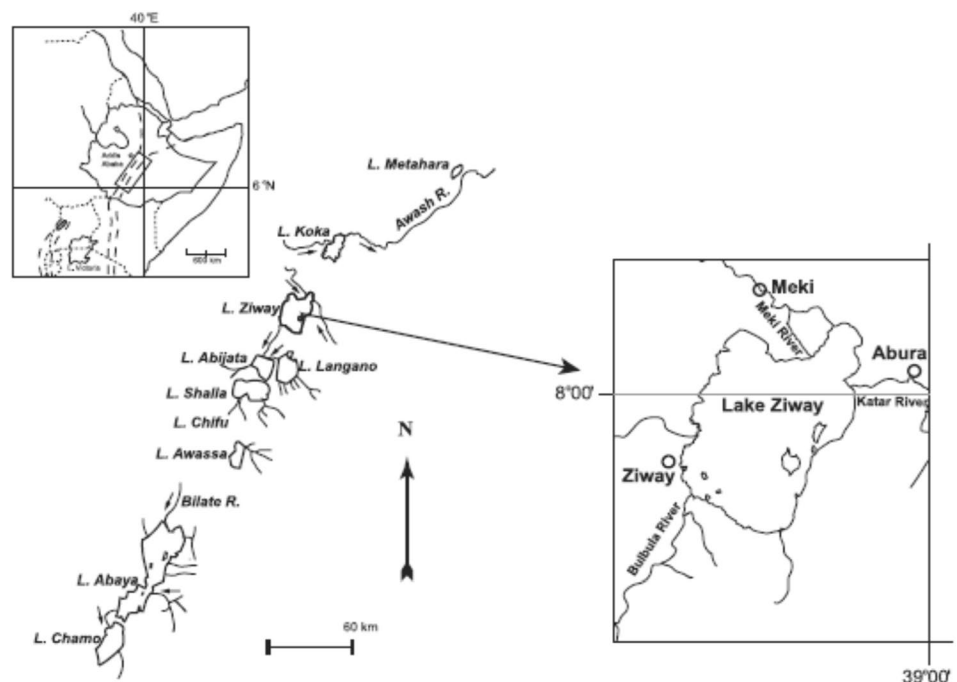 40 °E
Addis
Ababa
6 °N
L. Victoria
600 km
L. Metahara
Awash R.
L. Koka
L. Ziway
L. Abijata
L. Langano
L. Shalla
L. Chifu
L. Awassa
Bilate R.
L. Abaya
L. Chamo
N
60 km
Meki
Meki River
Abura
8°00'
Lake Ziway
Katar River
Ziway
Bulbula River
39°00'